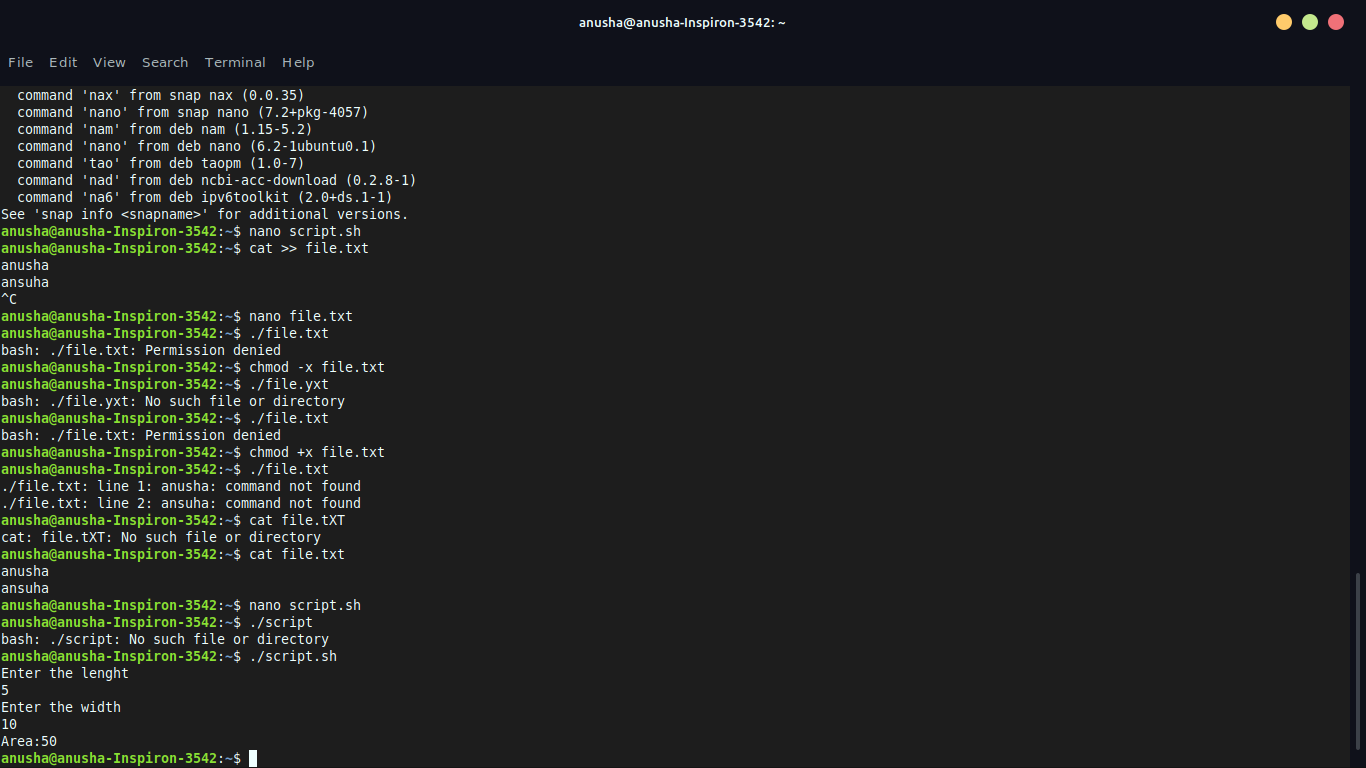 anusha@anusha-Inspiron-3542: ~
File Edit View Search Terminal Help
command 'nax' from snap nax (0.0.35)
command 'nano' from snap nano (7.2+pkg-4057)
command 'nam' from deb nam (1.15-5.2)
command 'nano' from deb nano (6.2-1ubuntu0.1)
command 'tao' from deb taopm (1.0-7)
command 'nad' from deb ncbi-acc-download (0.2.8-1)
command 'na6' from deb ipv6toolkit (2.0+ds.1-1)
See 'snap info <snapname>' for additional versions.
anusha@anusha-Inspiron-3542:~$ nano script.sh
anusha@anusha-Inspiron-3542:~$ cat >> file.txt
anusha
ansuha
^C
anusha@anusha-Inspiron-3542:~$ nano file.txt
anusha@anusha-Inspiron-3542:~$ ./file.txt
bash: ./file.txt: Permission denied
anusha@anusha-Inspiron-3542:~$ chmod -x file.txt
anusha@anusha-Inspiron-3542:~$ ./file.yxt
bash: ./file.yxt: No such file or directory
anusha@anusha-Inspiron-3542:~$ ./file.txt
bash: ./file.txt: Permission denied
anusha@anusha-Inspiron-3542:~$ chmod +x file.txt
anusha@anusha-Inspiron-3542:~$ ./file.txt
./file.txt: line 1: anusha: command not found
./file.txt: line 2: ansuha: command not found
anusha@anusha-Inspiron-3542:~$ cat file.tXT
cat: file.tXT: No such file or directory
anusha@anusha-Inspiron-3542:~$ cat file.txt
anusha
ansuha
anusha@anusha-Inspiron-3542:~$ nano script.sh
anusha@anusha-Inspiron-3542:~$ ./script
bash: ./script: No such file or directory
anusha@anusha-Inspiron-3542:~$ ./script.sh
Enter the lenght
5
Enter the width
10
Area:50
anusha@anusha-Inspiron-3542:~$